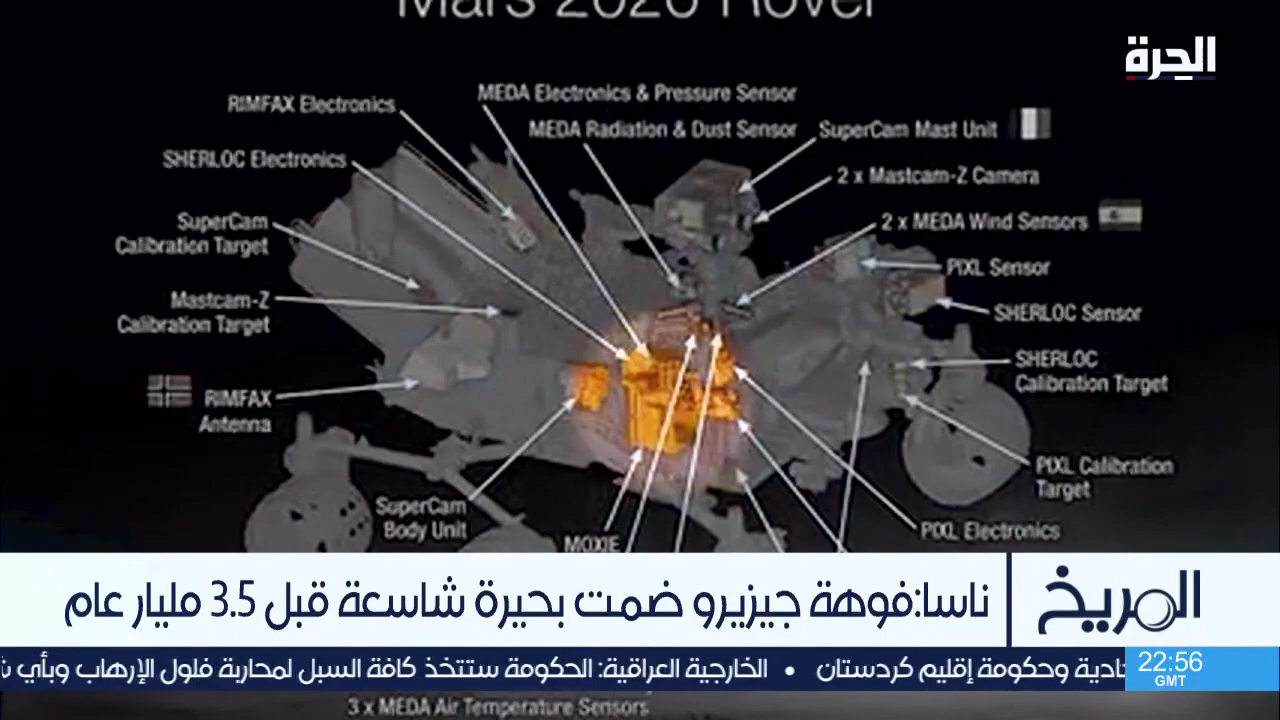 Mars 2020 Rover
الحرة
MEDA Electronics & Pressure Sensor
RIMFAX Electronics
MEDA Radiation & Dust Sensor
SuperCam Mast Unit
SHERLOC Electronics
2 x Mastcam-Z Camera
SuperCam
Calibration Target
2 x MEDA Wind Sensors
PIXL Sensor
Mastcam-Z
Calibration Target
SHERLOC Sensor
SHERLOC
Calibration Target
RIMFAX
Antenna
PIXL Calibration
Target
SuperCam
Body Unit
PIXL Electronics
MOXIE
المريخ
ناسا:فوهة جيزيرو ضمت بحيرة شاسعة قبل 3.5 مليار عام
22:56
GMT
وحكومة إقليم كردستان • الخارجية العراقية: الحكومة ستتخذ كافة السبل لمحاربة فلول الإرهاب وبأي
3 x MEDA Air Temperature Sensors